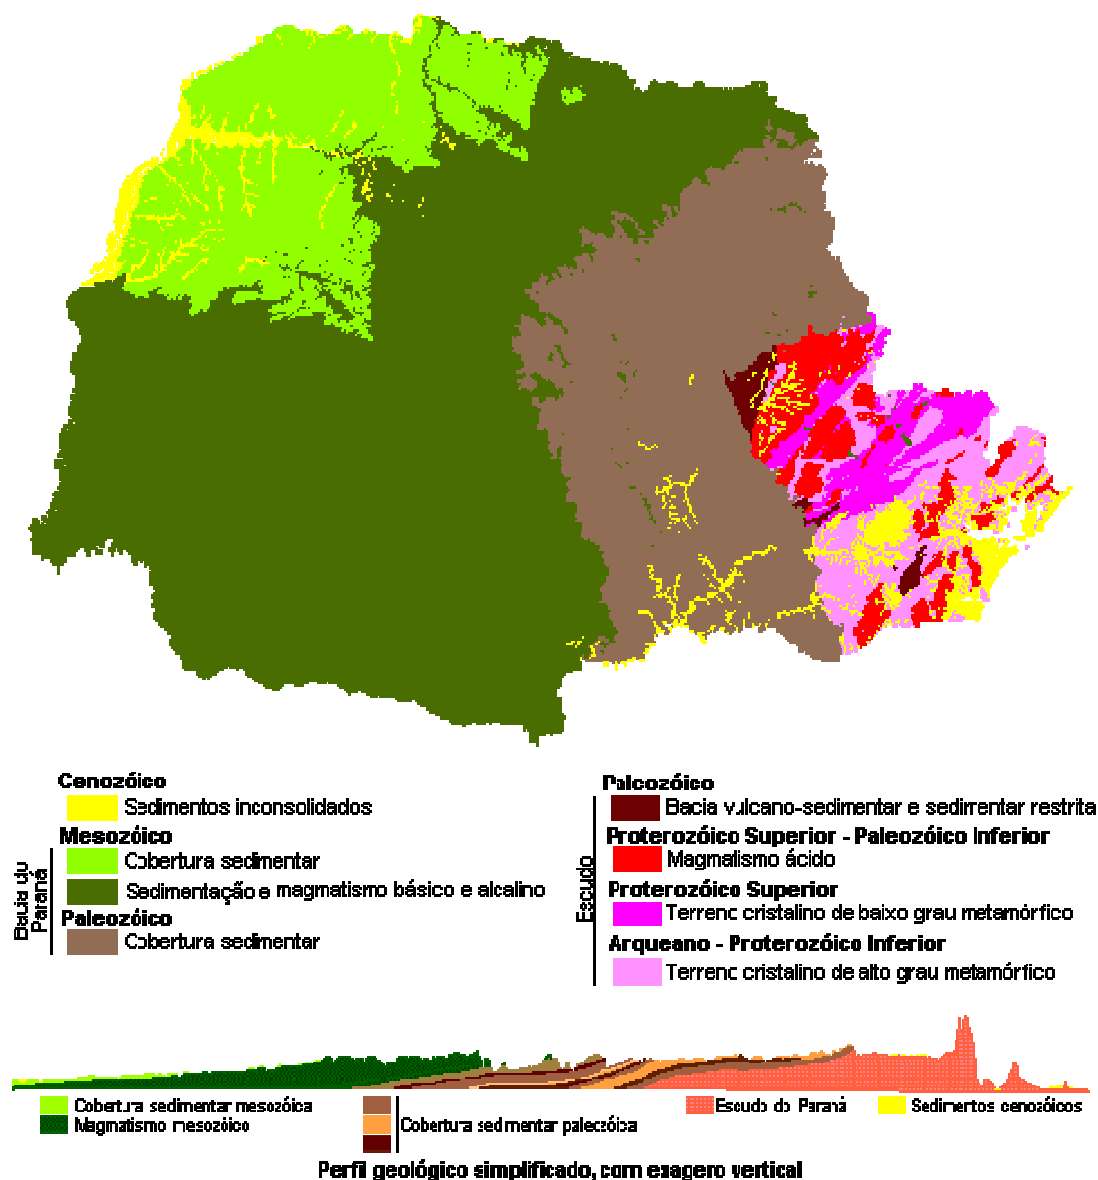 Cenozóico
Sedimentos inconsolidados
Mesozóico
Cobertura sedimentar
Sedimentação e magmatismo básico e alcalino
Paleozóico
Cobertura sedimentar
Bacia do
Paraná
Paleozóico
Bacia vulcano-sedimentar e sedimentar restrita
Proterozóico Superior - Paleozóico Inferior
Magmatismo ácido
Proterozóico Superior
Terreno cristalino de baixo grau metamórfico
Arqueano - Proterozóico Inferior
Terreno cristalino de alto grau metamórfico
Escudo
Cobertura sedimentar mesozóica
Magmatismo mesozóico
Cobertura sedimentar paleozóica
Escudo do Paraná
Sedimertos cenozóicos
Perfil geológico simplificado, com exagero vertical